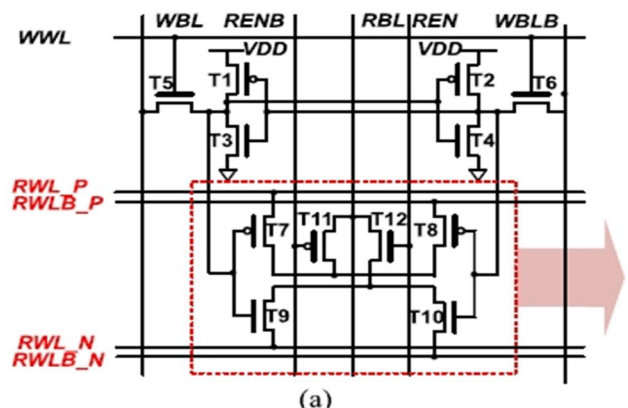 WBL RENB RBL REN WBLB
WWL
VDD VDD
T5 T1 T2 T6
T3 T4
RWL_P
RWLB_P
T7 T11 T12 T8
T9 T10
RWL_N
RWLB_N
(a)